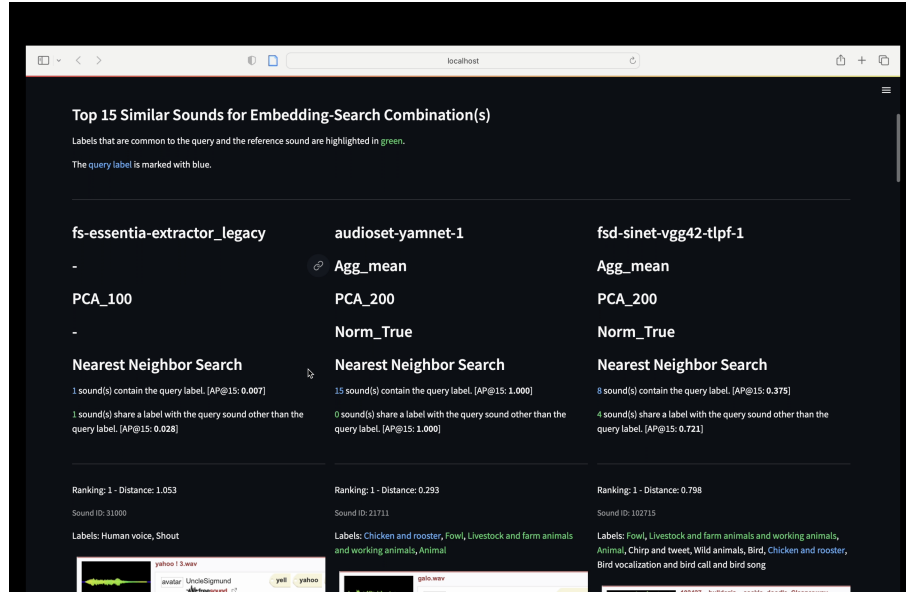 localhost
Top 15 Similar Sounds for Embedding-Search Combination(s)
Labels that are common to the query and the reference sound are highlighted in green.
The query label is marked with blue.
fs-essentia-extractor_legacy
-
PCA_100
-
Nearest Neighbor Search
1 sound(s) contain the query label. [AP@15: 0.007]
1 sound(s) share a label with the query sound other than the
query label. [AP@15: 0.028]
Ranking: 1 - Distance: 1.053
Sound ID: 31000
Labels: Human voice, Shout
yahoo ! 3.wav
avatar UncleSigmund
yell yahoo
freesound
audioset-yamnet-1
Agg_mean
PCA_200
Norm_True
Nearest Neighbor Search
15 sound(s) contain the query label. [AP@15: 1.000]
0 sound(s) share a label with the query sound other than the
query label. [AP@15: 1.000]
Ranking: 1 - Distance: 0.293
Sound ID: 21711
Labels: Chicken and rooster, Fowl, Livestock and farm animals
and working animals, Animal
galo.wav
fsd-sinet-vgg42-tlpf-1
Agg_mean
PCA_200
Norm_True
Nearest Neighbor Search
8 sound(s) contain the query label. [AP@15: 0.375]
4 sound(s) share a label with the query sound other than the
query label. [AP@15: 0.721]
Ranking: 1 - Distance: 0.798
Sound ID: 102715
Labels: Fowl, Livestock and farm animals and working animals,
Animal, Chirp and tweet, Wild animals, Bird, Chicken and rooster,
Bird vocalization and bird call and bird song